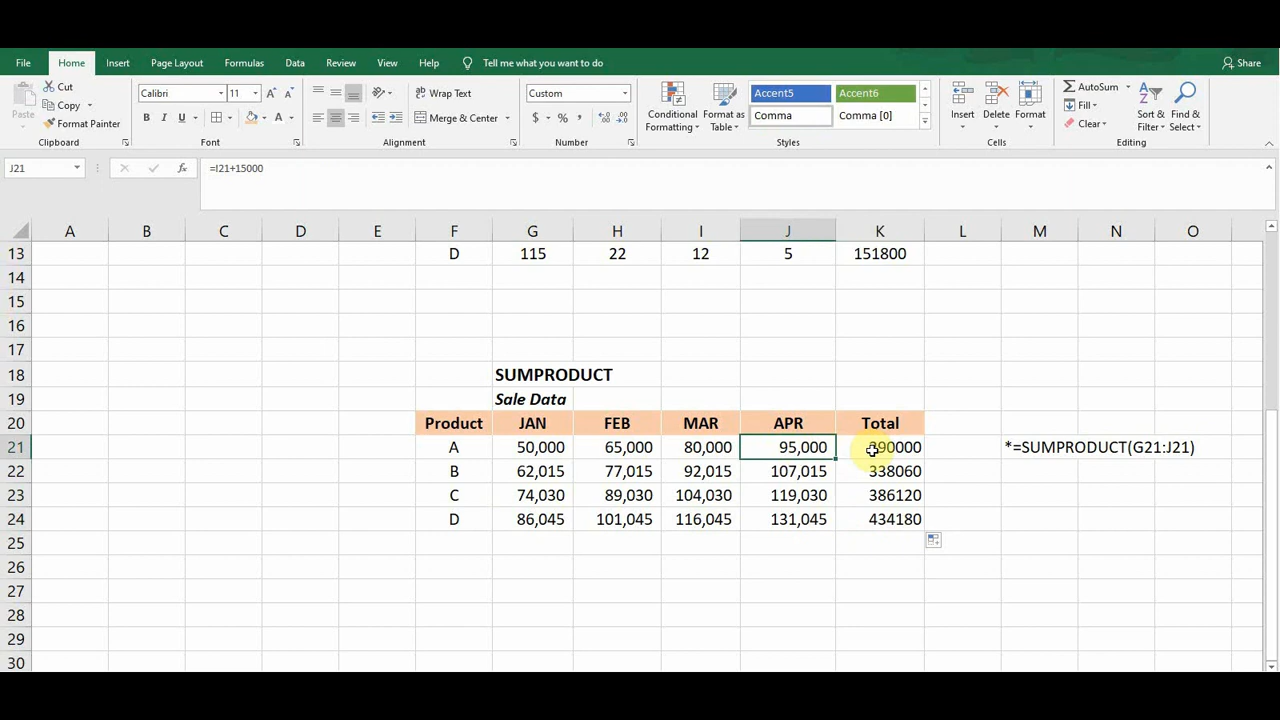 File Home Insert Page Layout Formulas Data Review View Help Tell me what you want to do Share
Paste Cut Copy Format Painter Clipboard
Calibri 11 A A B I U A Font
Wrap Text Merge & Center Alignment
Custom $ % , Number
Conditional Formatting Format as Table Accent5 Accent6 Comma Comma [0] Styles
Insert Delete Format Cells
AutoSum Fill Clear Sort & Filter Find & Select Editing
J21 fx =I21+15000
A B C D E F G H I J K L M N O
13 D 115 22 12 5 151800
14
15
16
17
18 SUMPRODUCT
19 Sale Data
20 Product JAN FEB MAR APR Total
21 A 50,000 65,000 80,000 95,000 290000 *=SUMPRODUCT(G21:J21)
22 B 62,015 77,015 92,015 107,015 338060
23 C 74,030 89,030 104,030 119,030 386120
24 D 86,045 101,045 116,045 131,045 434180
25
26
27
28
29
30